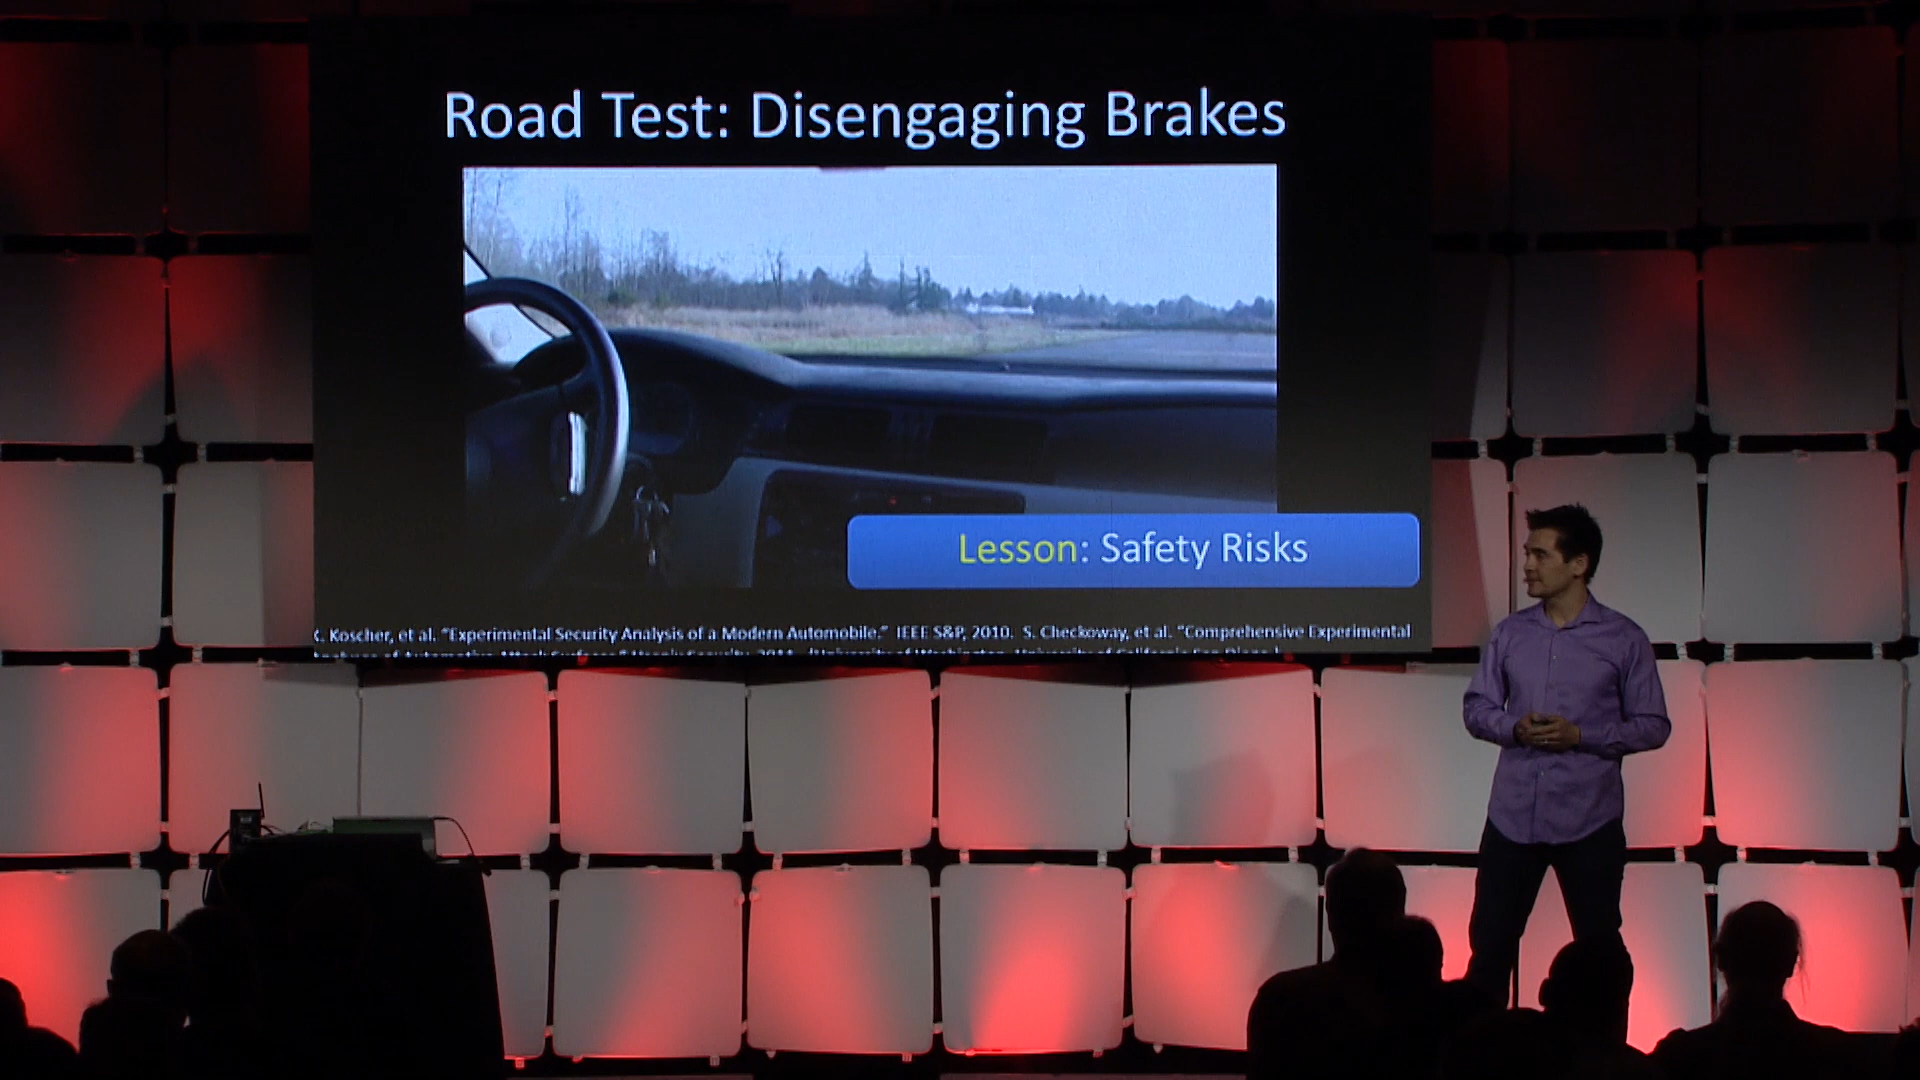 Road Test: Disengaging Brakes
Lesson: Safety Risks
Koscher, et al. "Experimental Security Analysis of a Modern Automobile." IEEE S&P, 2010. S. Checkoway, et al. "Comprehensive Experimental